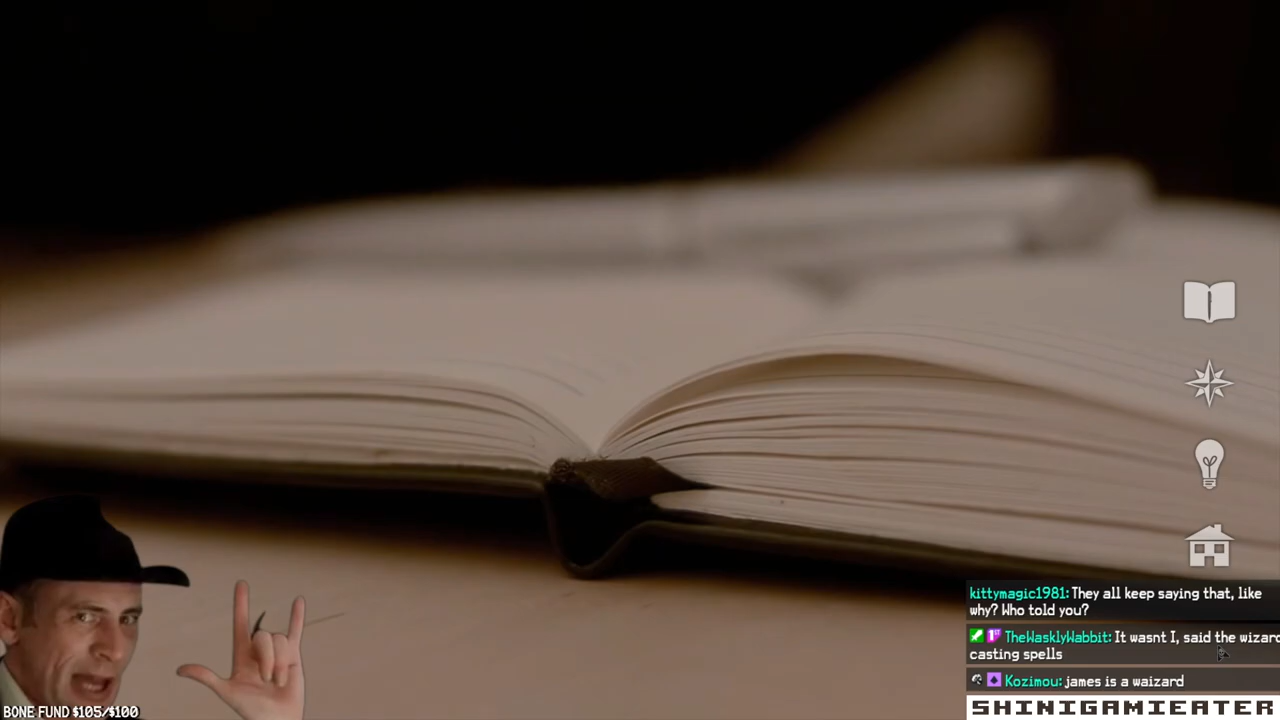 kittymagic1981: They all keep saying that, like
why? Who told you?
TheWasklyWabbit: It wasnt I, said the wizard
casting spells
Kozimou: james is a waizard
BONE FUND $105/$100
SHINIGAMIEATER